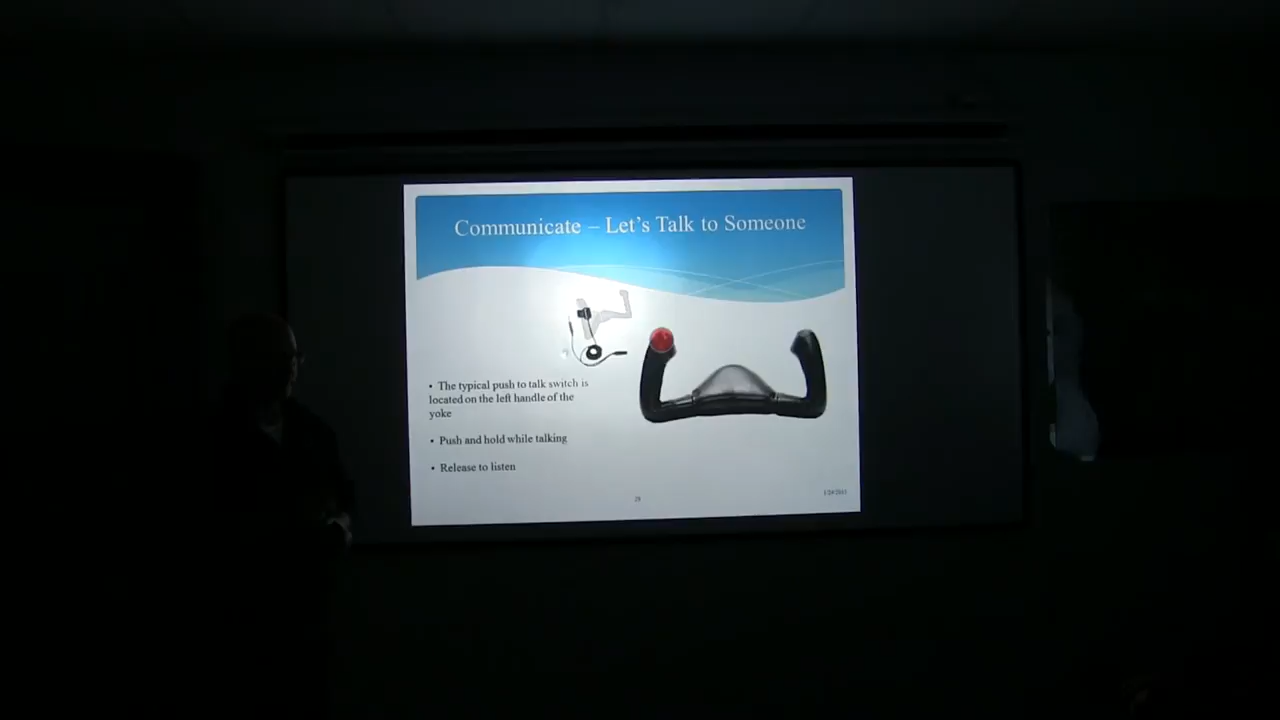 Communicate – Let's Talk to Someone
• The typical push to talk switch is
located on the left handle of the
yoke
• Push and hold while talking
• Release to listen